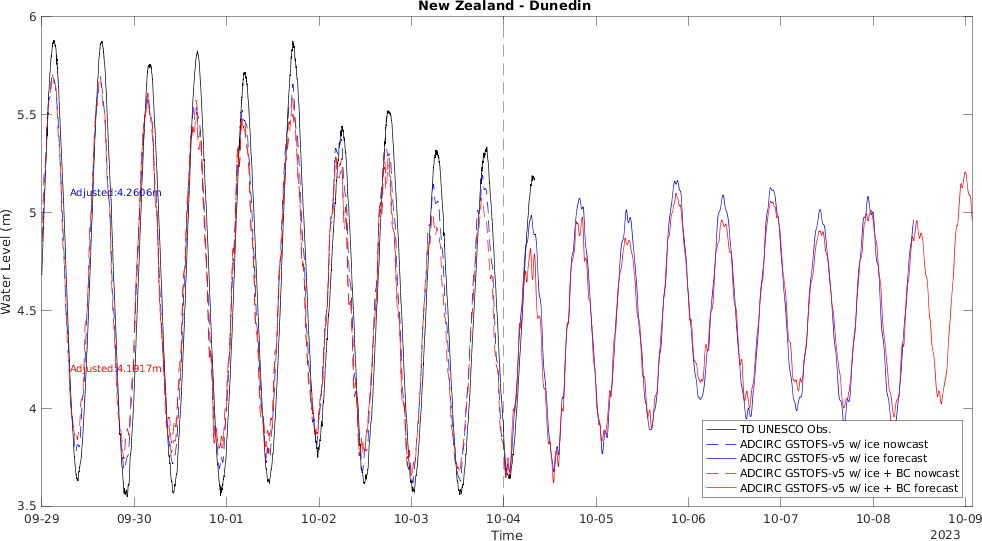 New Zealand - Dunedin
6
5.5
5
4.5
4
3.5
Water Level (m)
Adjusted:4.2606m
Adjusted:4.1917m
TD UNESCO Obs.
ADCIRC GSTOFS-v5 w/ ice nowcast
ADCIRC GSTOFS-v5 w/ ice forecast
ADCIRC GSTOFS-v5 w/ ice + BC nowcast
ADCIRC GSTOFS-v5 w/ ice + BC forecast
09-29 09-30 10-01 10-02 10-03 10-04 10-05 10-06 10-07 10-08 10-09
Time
2023